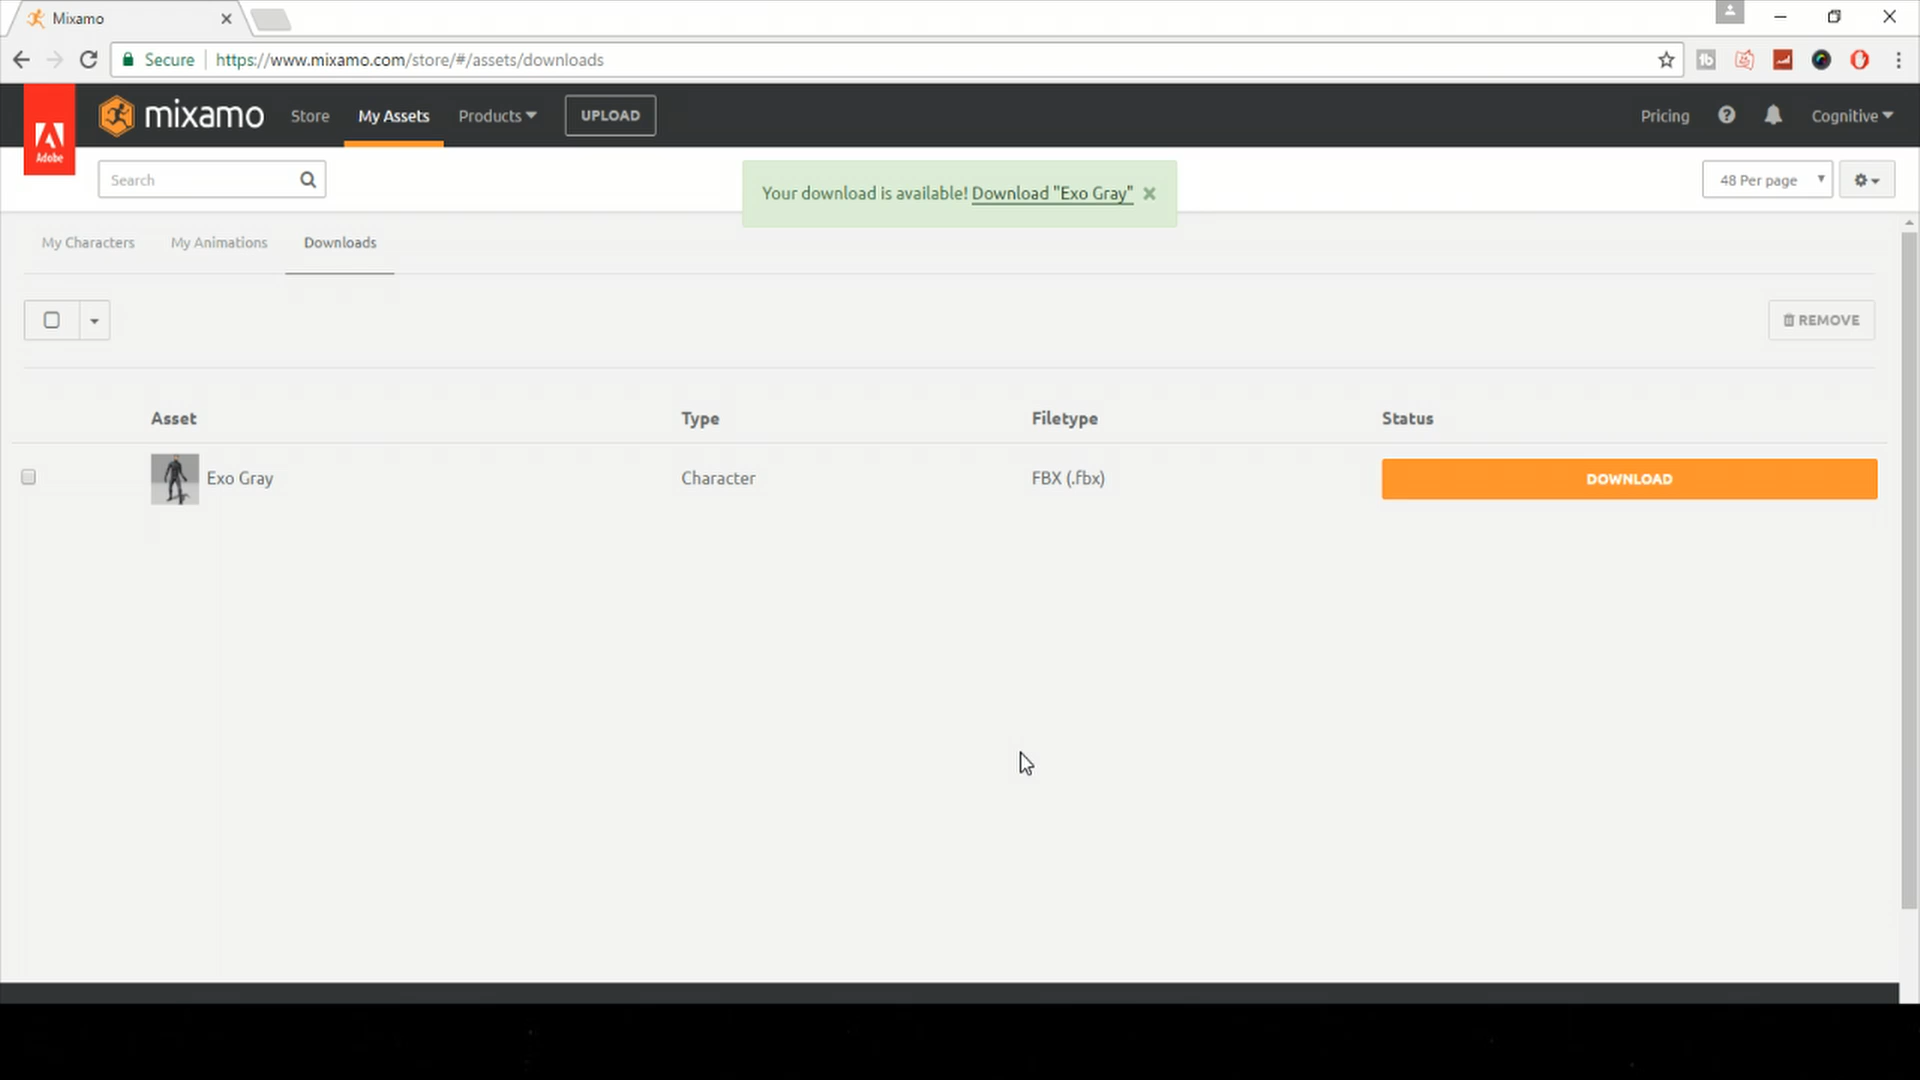 Mixamo
Secure https://www.mixamo.com/store/#/assets/downloads
Adobe
mixamo Store My Assets Products UPLOAD Pricing Cognitive
Search
Your download is available! Download "Exo Gray"
48 Per page
My Characters My Animations Downloads
REMOVE
Asset Type Filetype Status
Exo Gray Character FBX (.fbx) DOWNLOAD